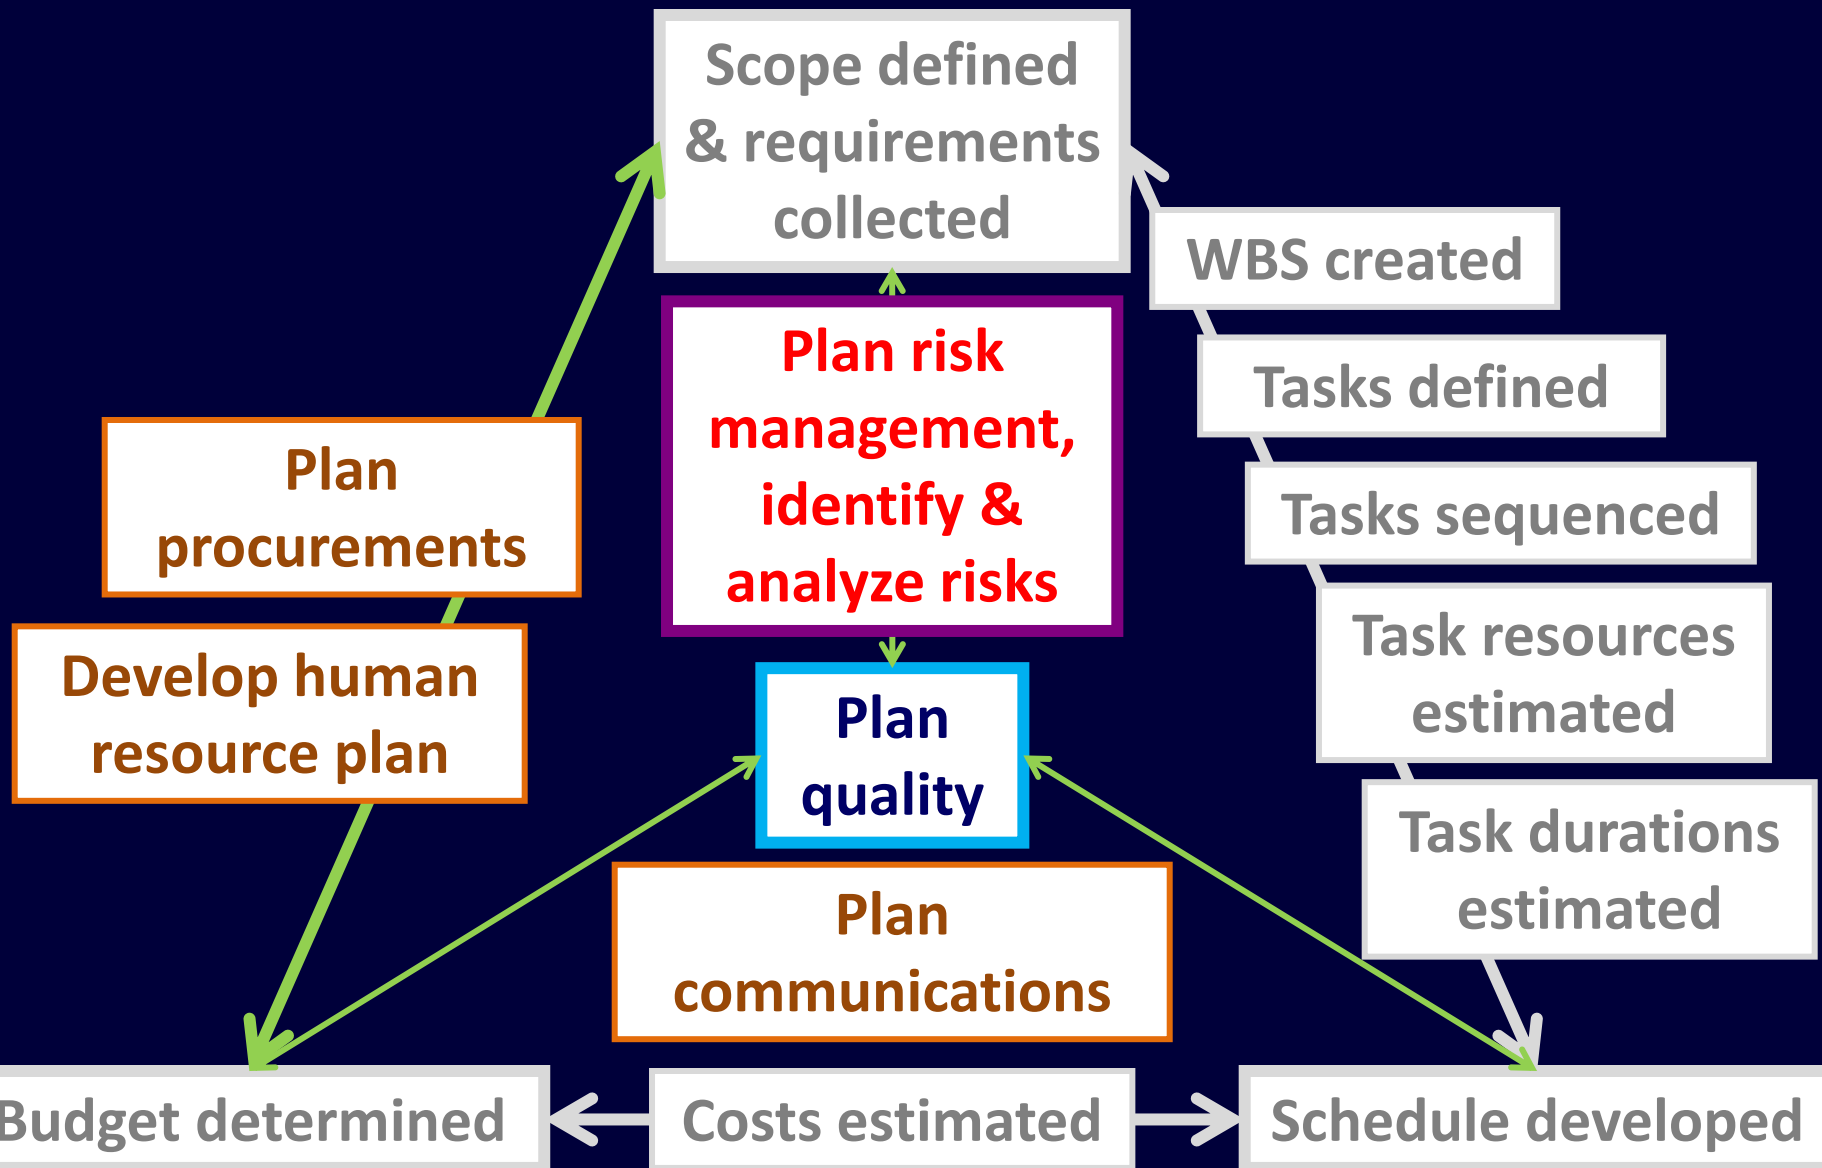 Scope defined
& requirements
collected
WBS created
Tasks defined
Tasks sequenced
Task resources
estimated
Task durations
estimated
Plan risk
management,
identify &
analyze risks
Plan
procurements
Develop human
resource plan
Plan
quality
Plan
communications
Budget determined
Costs estimated
Schedule developed